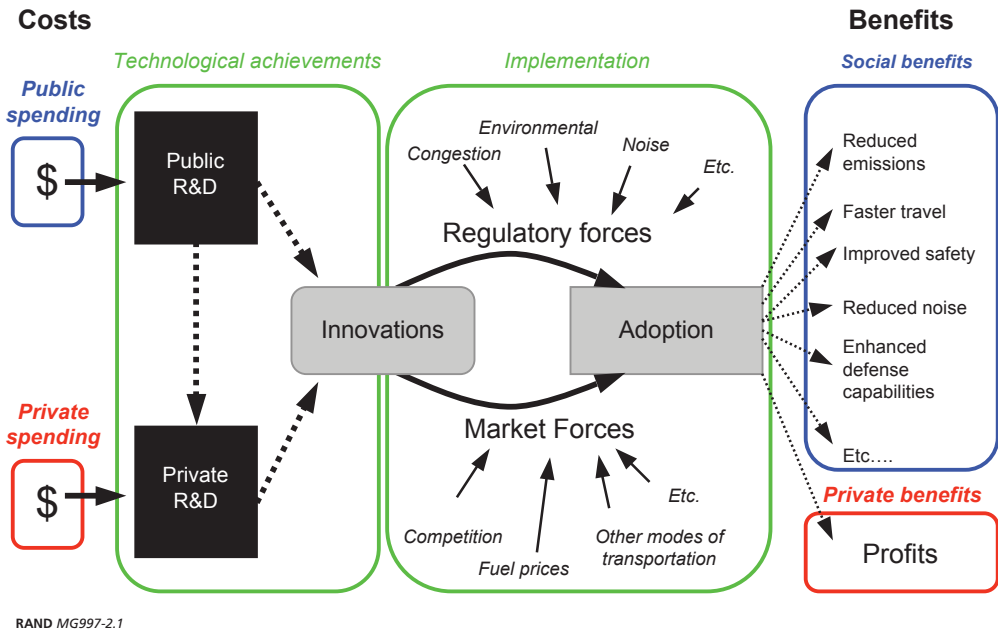 Costs
Benefits
Technological achievements
Implementation
Social benefits
Public
spending
$
Public
R&D
Private
spending
$
Private
R&D
Innovations
Environmental
Congestion
Noise
Etc.
Regulatory forces
Adoption
Market Forces
Etc.
Competition
Other modes of
transportation
Fuel prices
Reduced
emissions
Faster travel
Improved safety
Reduced noise
Enhanced
defense
capabilities
Etc....
Private benefits
Profits
RAND MG997-2.1